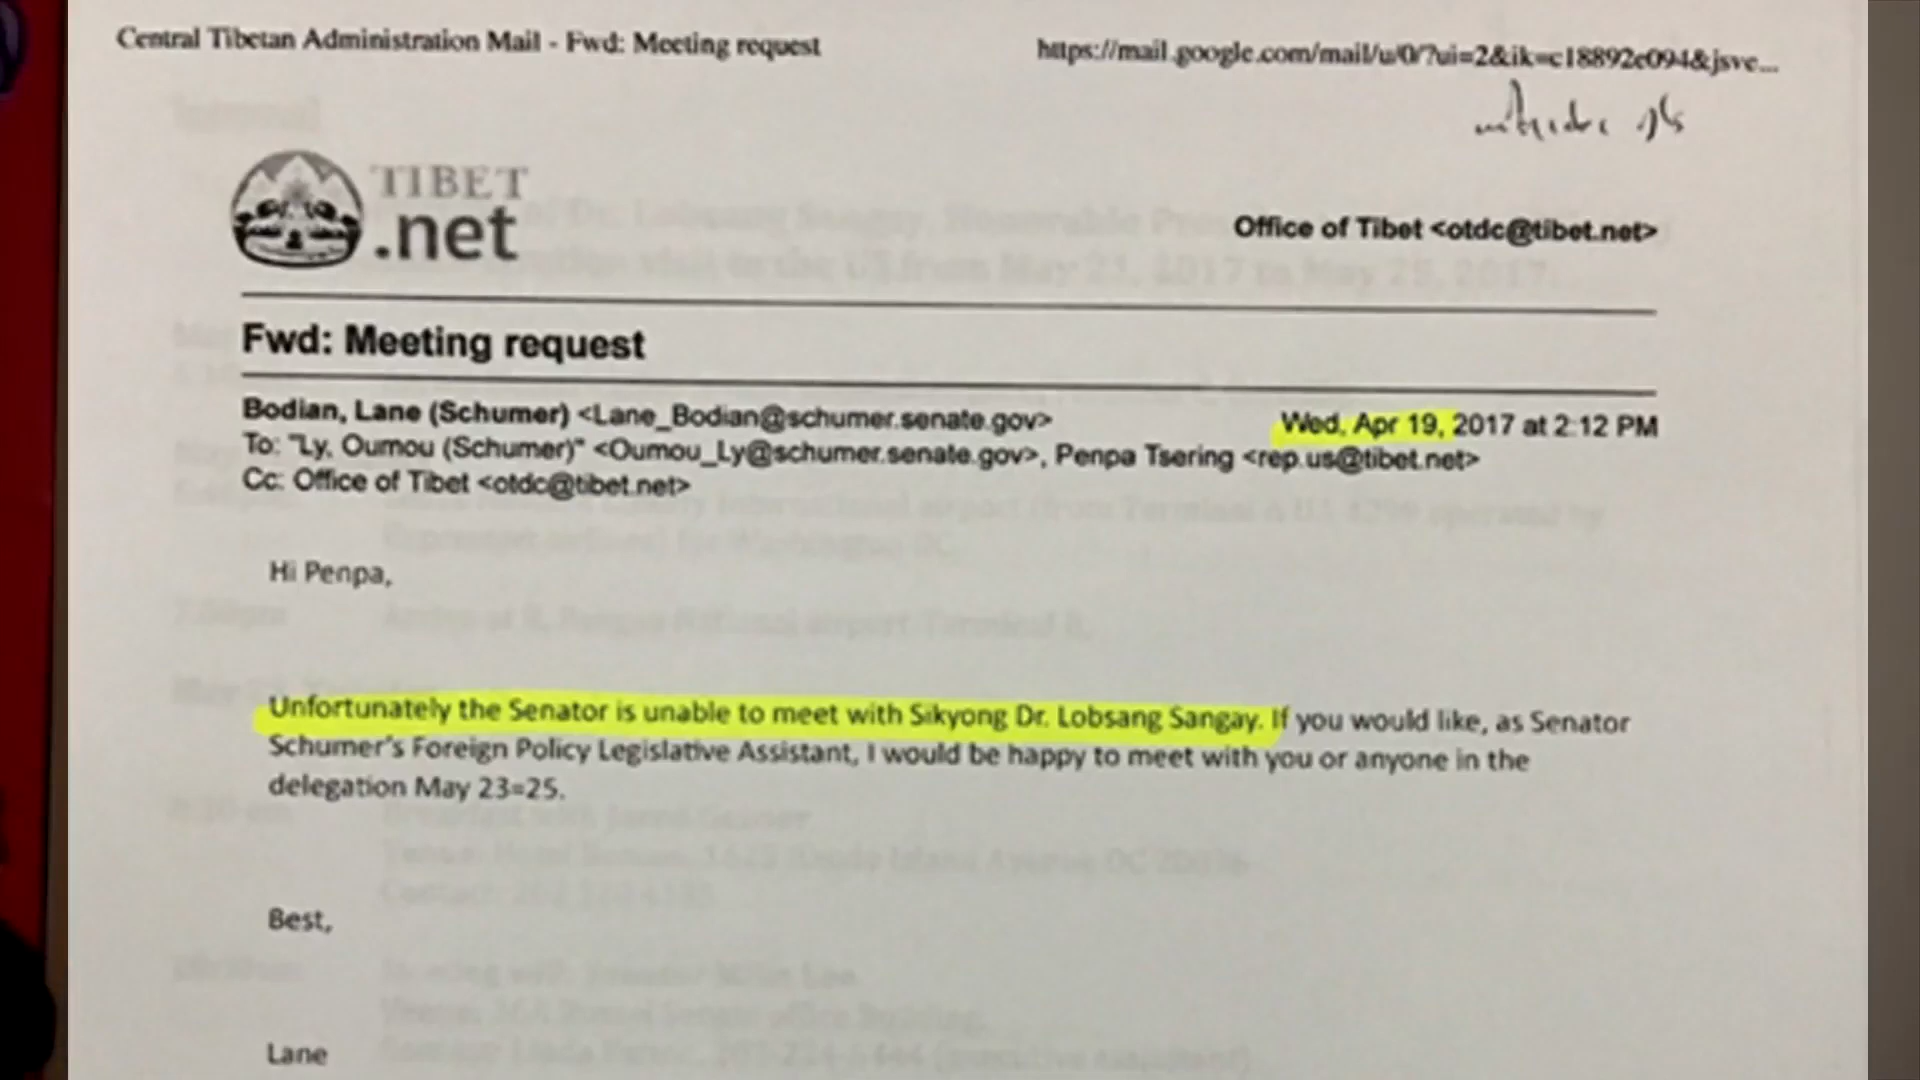 Central Tibetan Administration Mail - Fwd: Meeting request
https://mail.google.com/mail/u/0/?ui=2&ik=c18892e094&jsve...
TIBET
.net
Office of Tibet <otdc@tibet.net>
Fwd: Meeting request
Bodian, Lane (Schumer) <Lane_Bodian@schumer.senate.gov>
Wed, Apr 19, 2017 at 2:12 PM
To: "Ly, Oumou (Schumer)" <Oumou_Ly@schumer.senate.gov>, Penpa Tsering <rep.us@tibet.net>
Cc: Office of Tibet <otdc@tibet.net>
Hi Penpa,
Unfortunately the Senator is unable to meet with Sikyong Dr. Lobsang Sangay. If you would like, as Senator
Schumer's Foreign Policy Legislative Assistant, I would be happy to meet with you or anyone in the
delegation May 23=25.
Best,
Lane